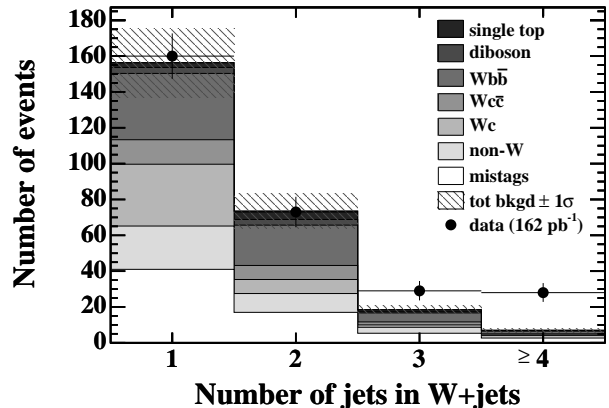 Number of events
180
160
140
120
100
80
60
40
20
0
single top
diboson
Wbb̅
Wcc̅
Wc
non-W
mistags
tot bkgd ± 1σ
data (162 pb⁻¹)
1 2 3 ≥ 4
Number of jets in W+jets